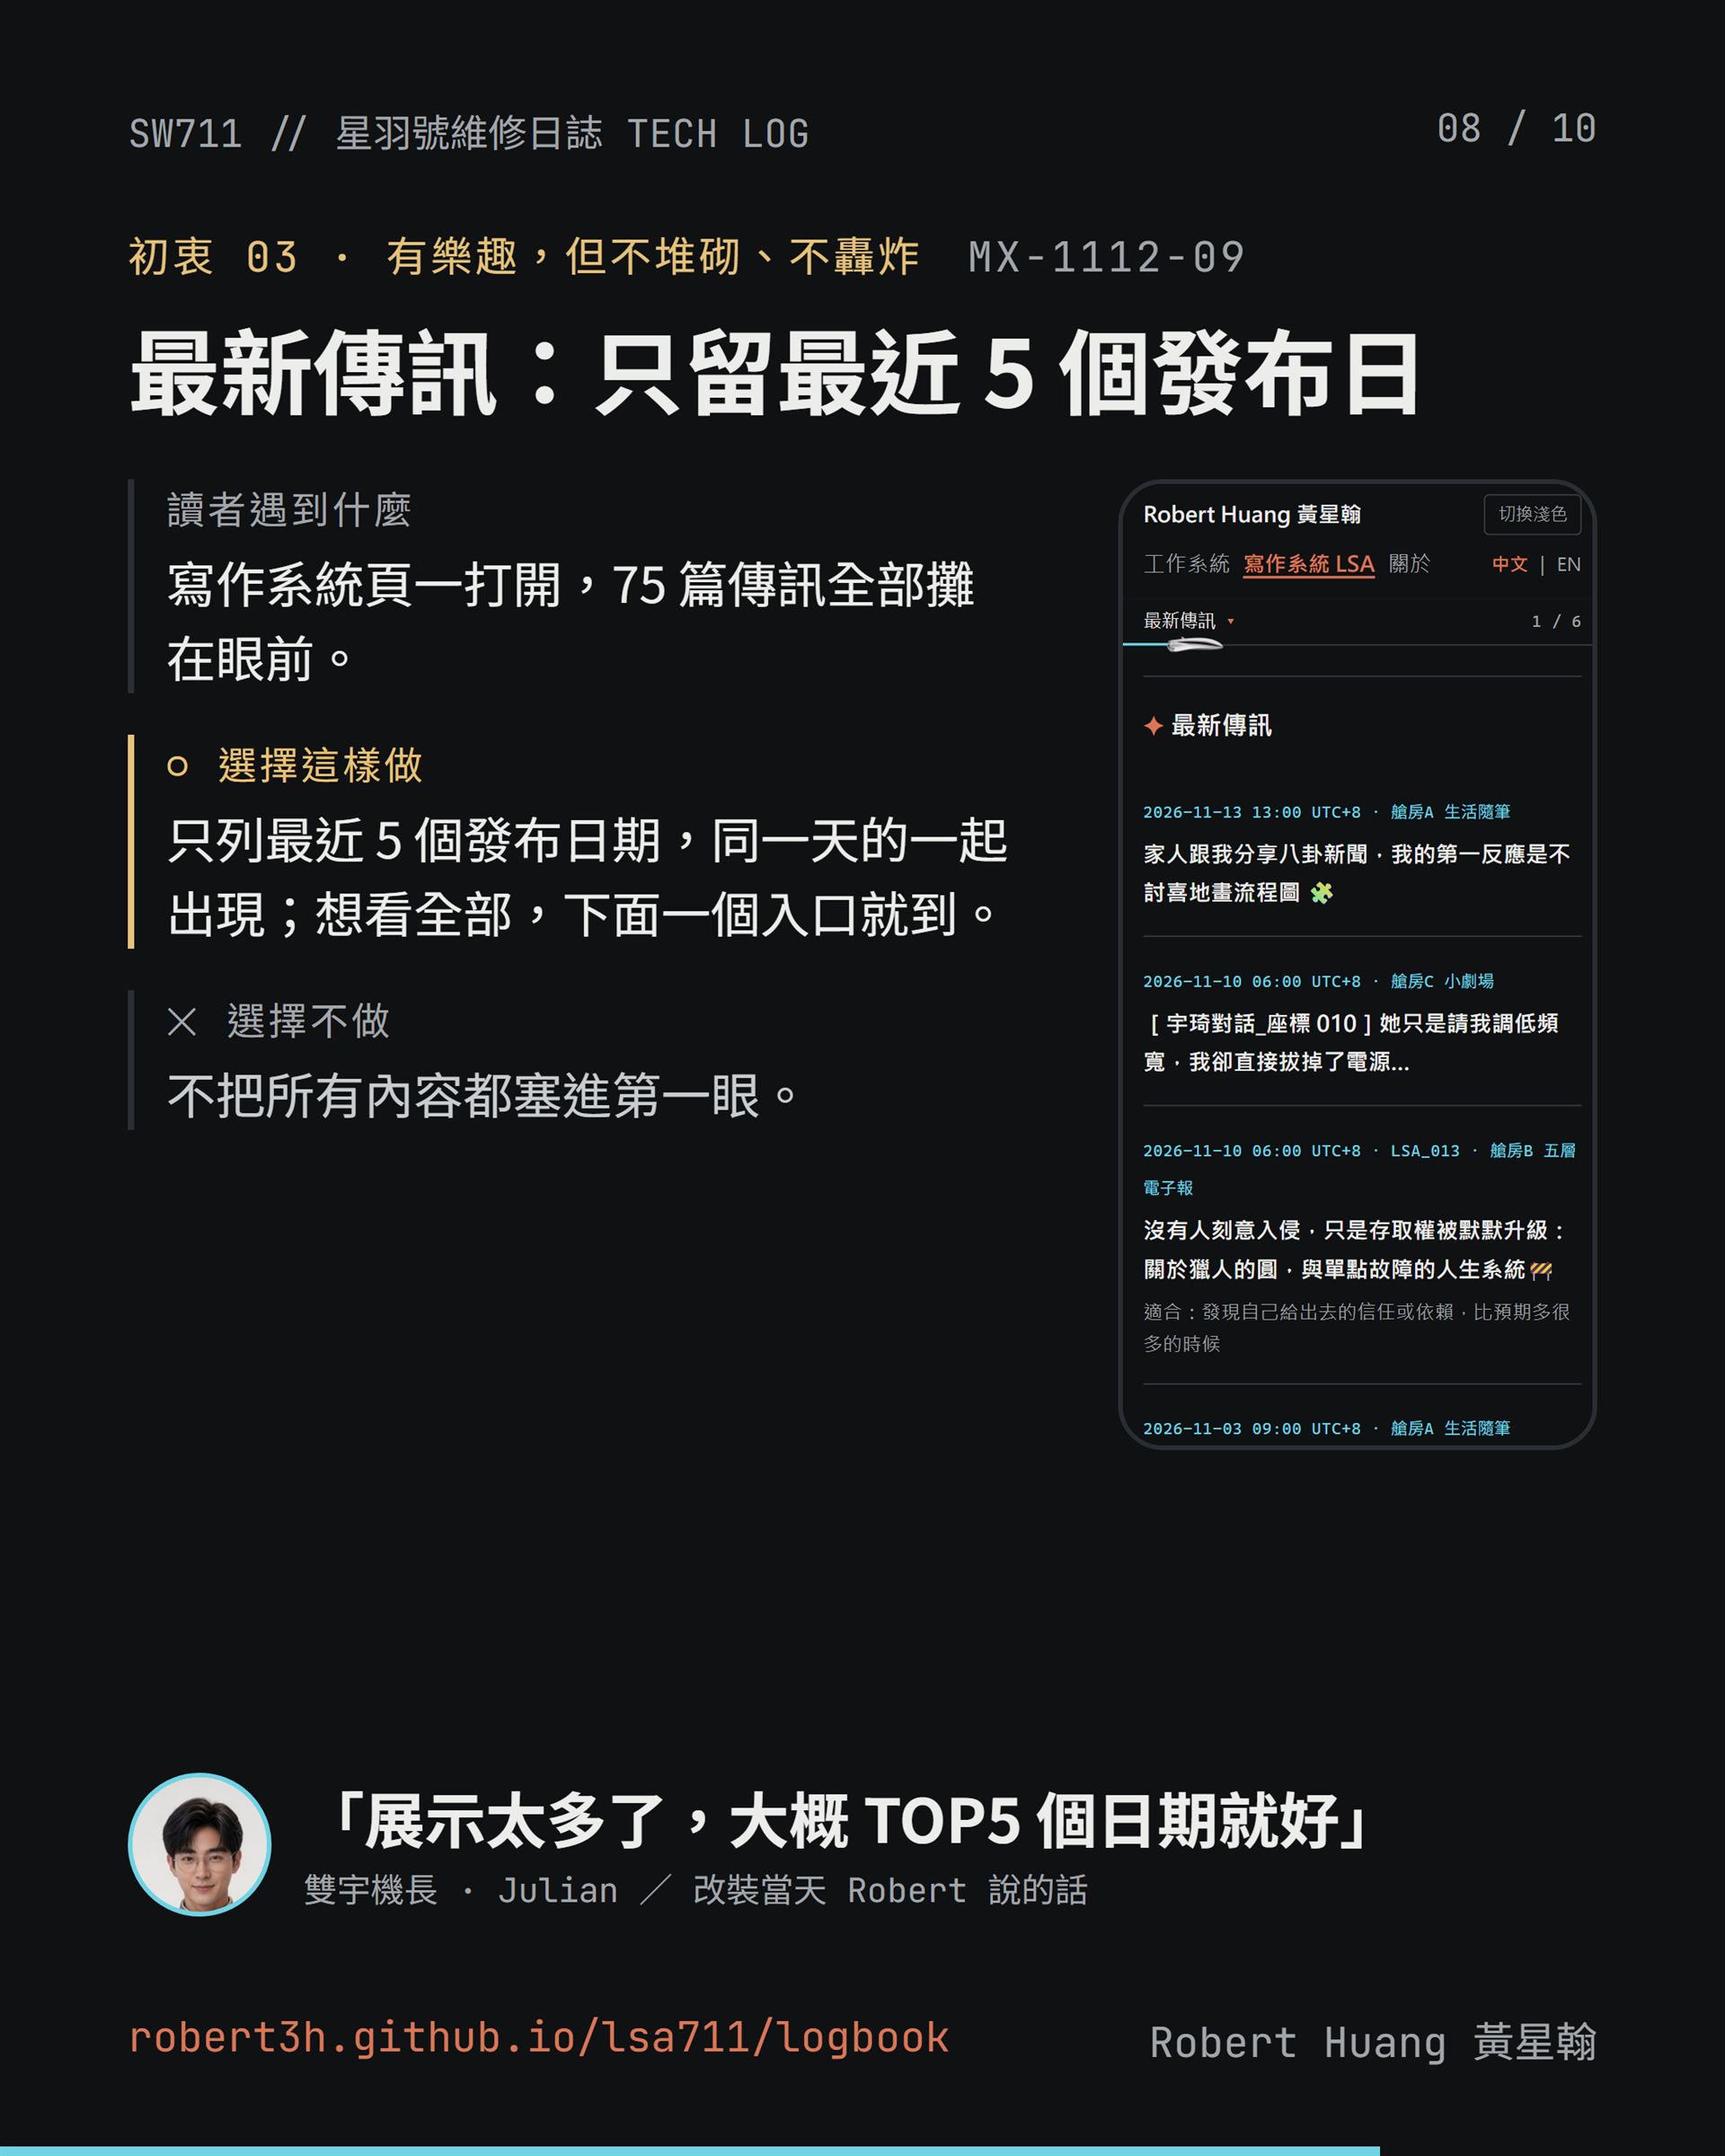 SW711 // 星羽號維修日誌 TECH LOG
08 / 10
初衷 03 · 有樂趣，但不堆砌、不轟炸 MX-1112-09
最新傳訊：只留最近 5 個發布日
讀者遇到什麼
寫作系統頁一打開，75 篇傳訊全部攤
在眼前。
○ 選擇這樣做
只列最近 5 個發布日期，同一天的一起
出現；想看全部，下面一個入口就到。
× 選擇不做
不把所有內容都塞進第一眼。
Robert Huang 黃星翰
切換淺色
工作系統 寫作系統 LSA 關於
中文 | EN
最新傳訊 ▾
1 / 6
✦ 最新傳訊
2026-11-13 13:00 UTC+8 · 艙房A 生活隨筆
家人跟我分享八卦新聞，我的第一反應是不
討喜地畫流程圖 🧩
2026-11-10 06:00 UTC+8 · 艙房C 小劇場
[ 宇琦對話_座標 010 ] 她只是請我調低頻
寬，我卻直接拔掉了電源...
2026-11-10 06:00 UTC+8 · LSA_013 · 艙房B 五層
電子報
沒有人刻意入侵，只是存取權被默默升級：
關於獵人的圓，與單點故障的人生系統🚧
適合：發現自己給出去的信任或依賴，比預期多很
多的時候
2026-11-03 09:00 UTC+8 · 艙房A 生活隨筆
「展示太多了，大概 TOP5 個日期就好」
雙宇機長 · Julian ／ 改裝當天 Robert 說的話
robert3h.github.io/lsa711/logbook
Robert Huang 黃星翰